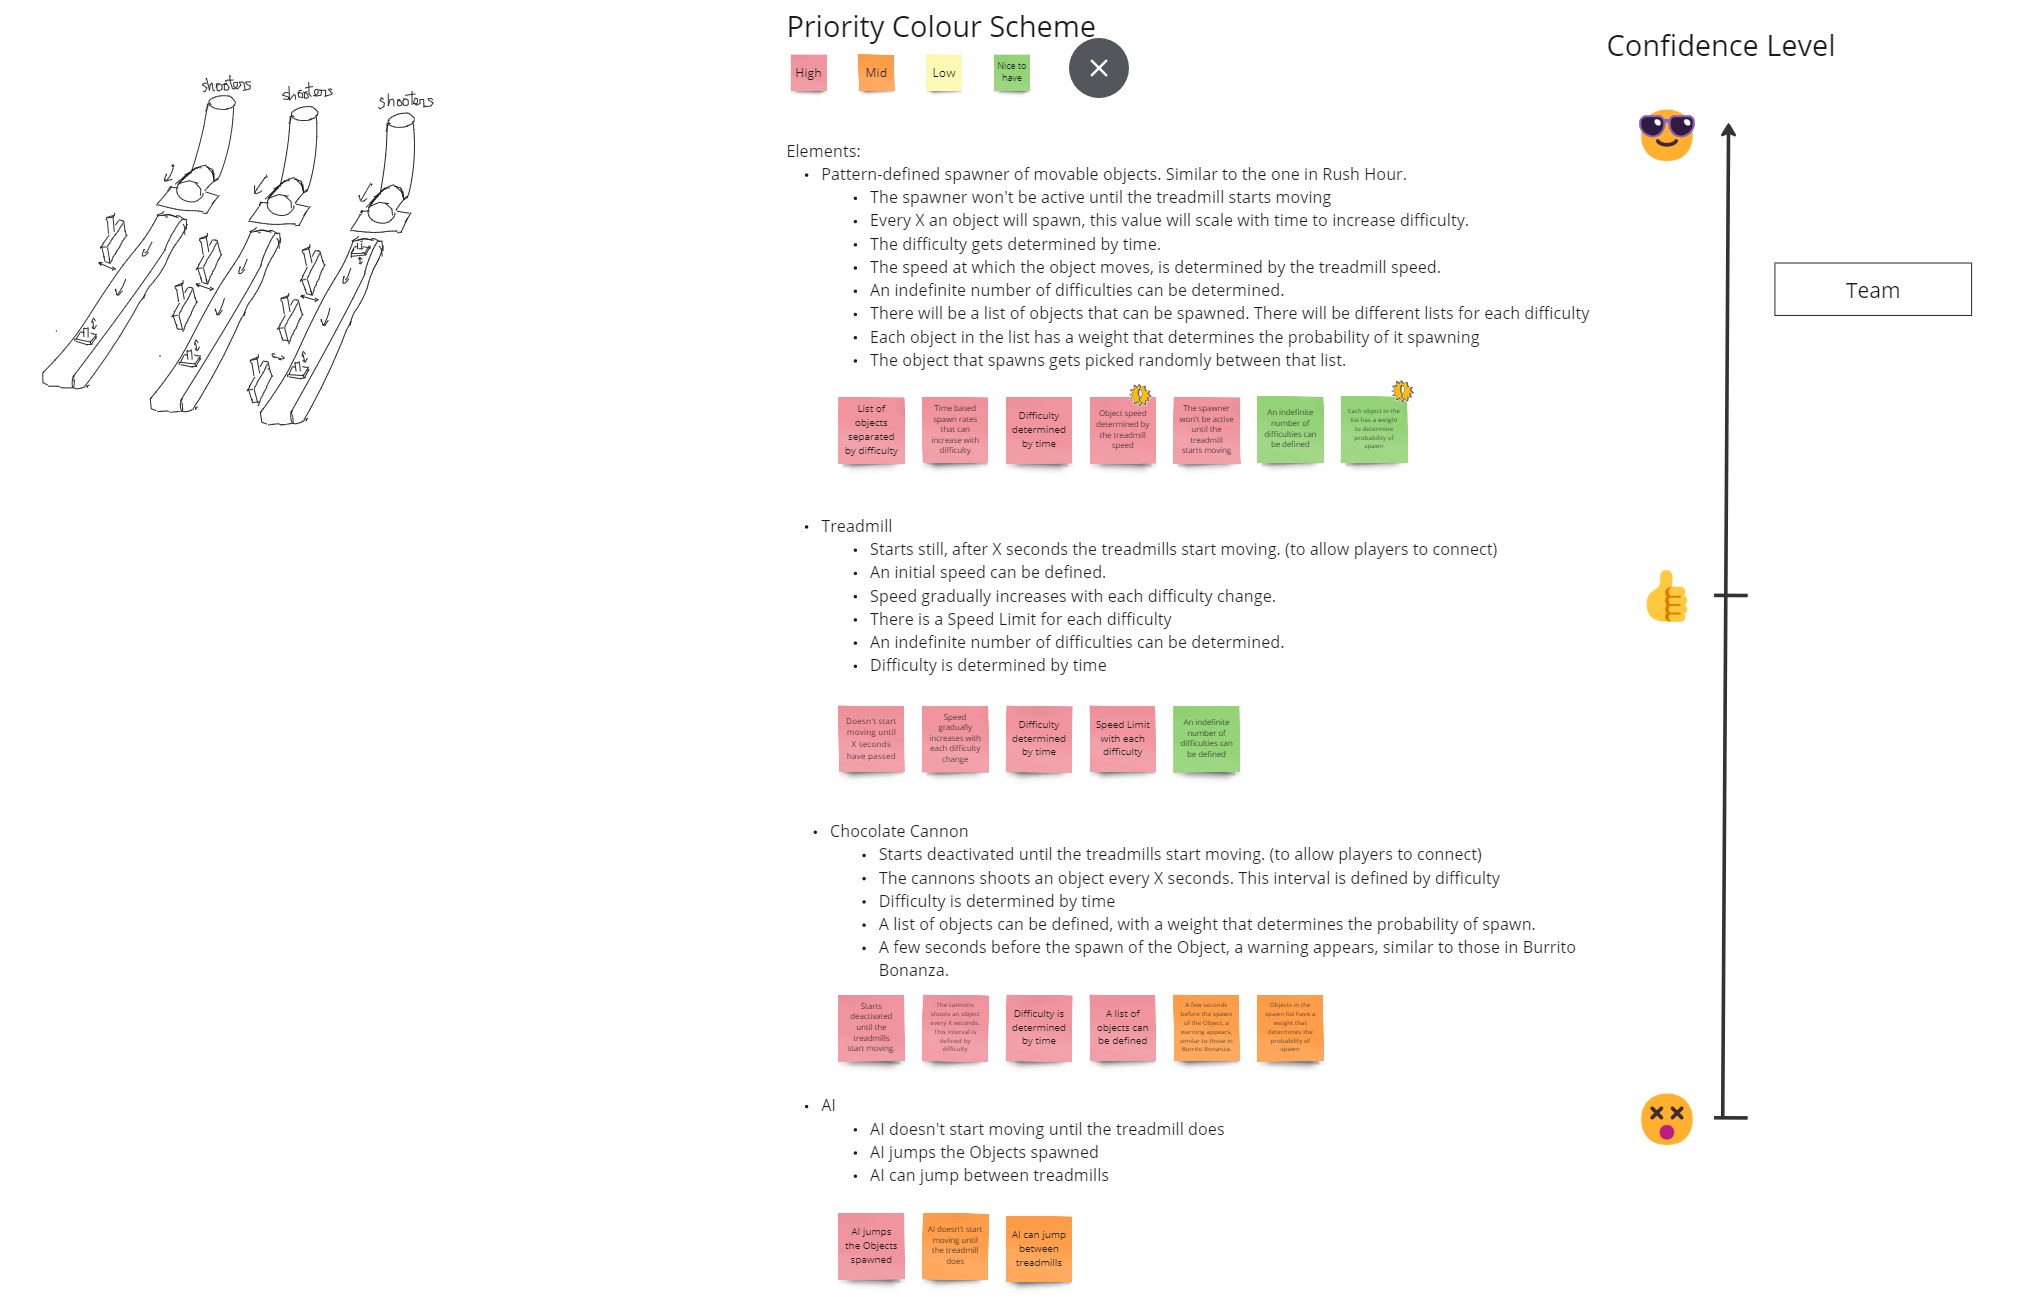 shooters
shooters
shooters
Priority Colour Scheme
High
Mid
Low
Nice to
have
Confidence Level
Team
Elements:
Pattern-defined spawner of movable objects. Similar to the one in Rush Hour.
The spawner won't be active until the treadmill starts moving
Every X an object will spawn, this value will scale with time to increase difficulty.
The difficulty gets determined by time.
The speed at which the object moves, is determined by the treadmill speed.
An indefinite number of difficulties can be determined.
There will be a list of objects that can be spawned. There will be different lists for each difficulty
Each object in the list has a weight that determines the probability of it spawning
The object that spawns gets picked randomly between that list.
List of
objects
separated
by difficulty
Time based
spawn rates
that can
increase with
difficulty
Difficulty
determined
by time
Object speed
determined by
the treadmill
speed
The spawner
won't be active
until the
treadmill
starts moving
An indefinite
number of
difficulties can
be defined
Each object in the
list has a weight
to determine
probability of
spawn
Treadmill
Starts still, after X seconds the treadmills start moving. (to allow players to connect)
An initial speed can be defined.
Speed gradually increases with each difficulty change.
There is a Speed Limit for each difficulty
An indefinite number of difficulties can be determined.
Difficulty is determined by time
Doesn't start
moving until
X seconds
have passed
Speed
gradually
increases with
each difficulty
change
Difficulty
determined
by time
Speed Limit
with each
difficulty
An indefinite
number of
difficulties can
be defined
Chocolate Cannon
Starts deactivated until the treadmills start moving. (to allow players to connect)
The cannons shoots an object every X seconds. This interval is defined by difficulty
Difficulty is determined by time
A list of objects can be defined, with a weight that determines the probability of spawn.
A few seconds before the spawn of the Object, a warning appears, similar to those in Burrito
Bonanza.
Starts
deactivated
until the
treadmills
start moving.
The cannons
shoots an object
every X seconds.
This interval is
defined by
difficulty
Difficulty is
determined
by time
A list of
objects can
be defined
A few seconds
before the spawn
of the Object, a
warning appears,
similar to those in
Burrito Bonanza.
Objects in the
spawn list have a
weight that
determines the
probability of
spawn
AI
AI doesn't start moving until the treadmill does
AI jumps the Objects spawned
AI can jump between treadmills
AI jumps
the Objects
spawned
AI doesn't start
moving until
the treadmill
does
AI can jump
between
treadmills